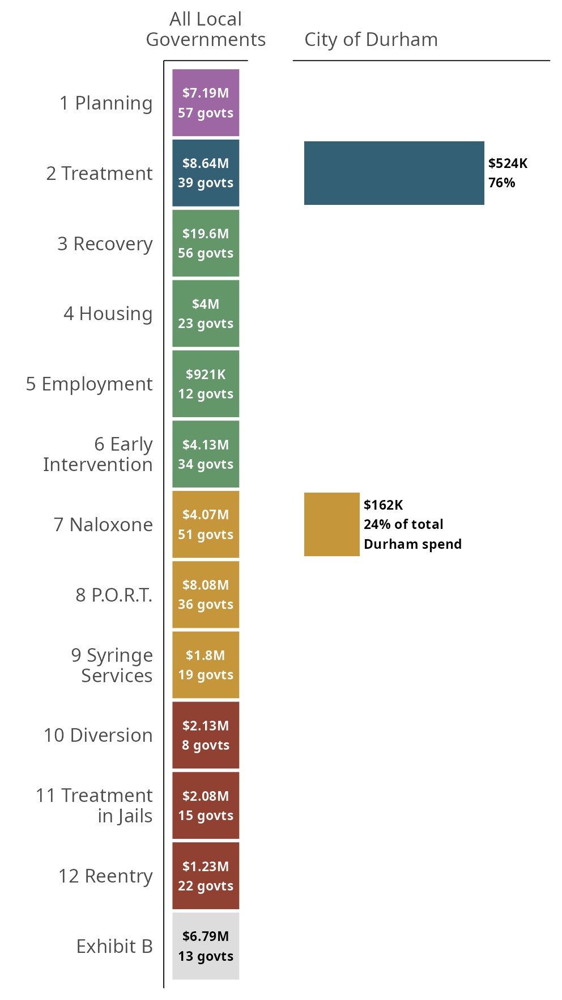 All Local
Governments
City of Durham
1 Planning
$7.19M
57 govts
2 Treatment
$8.64M
39 govts
$524K
76%
3 Recovery
$19.6M
56 govts
4 Housing
$4M
23 govts
5 Employment
$921K
12 govts
6 Early
Intervention
$4.13M
34 govts
7 Naloxone
$4.07M
51 govts
$162K
24% of total
Durham spend
8 P.O.R.T.
$8.08M
36 govts
9 Syringe
Services
$1.8M
19 govts
10 Diversion
$2.13M
8 govts
11 Treatment
in Jails
$2.08M
15 govts
12 Reentry
$1.23M
22 govts
Exhibit B
$6.79M
13 govts